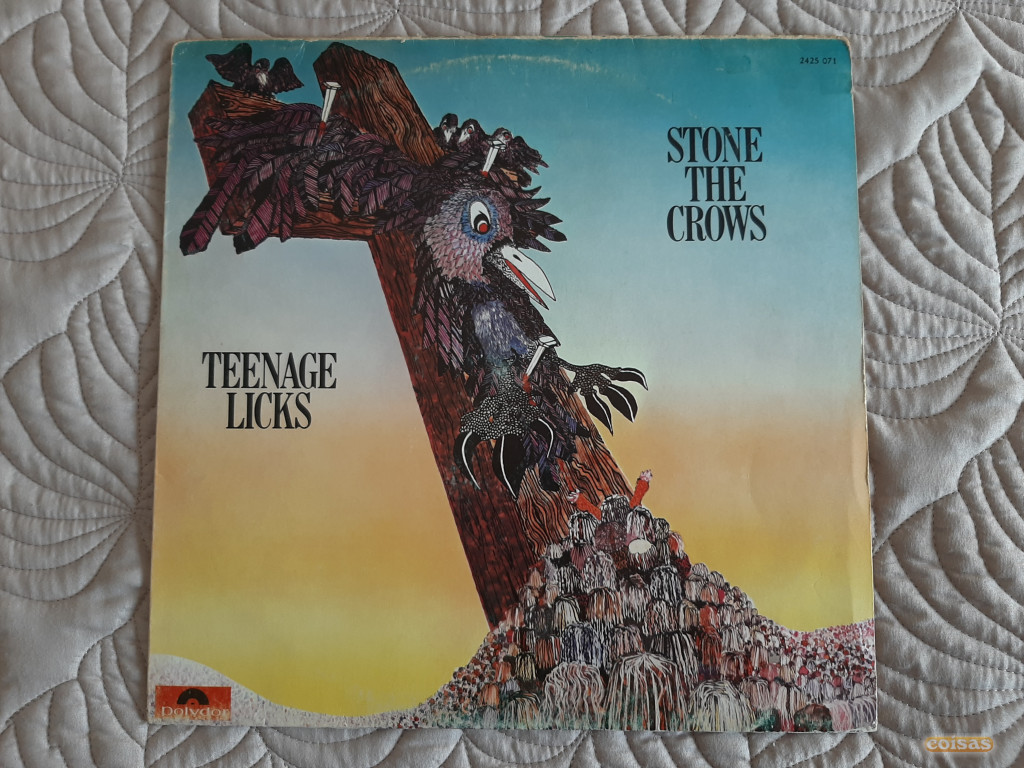 2425 071
STONE
THE
CROWS
TEENAGE
LICKS
Polydor
coisas